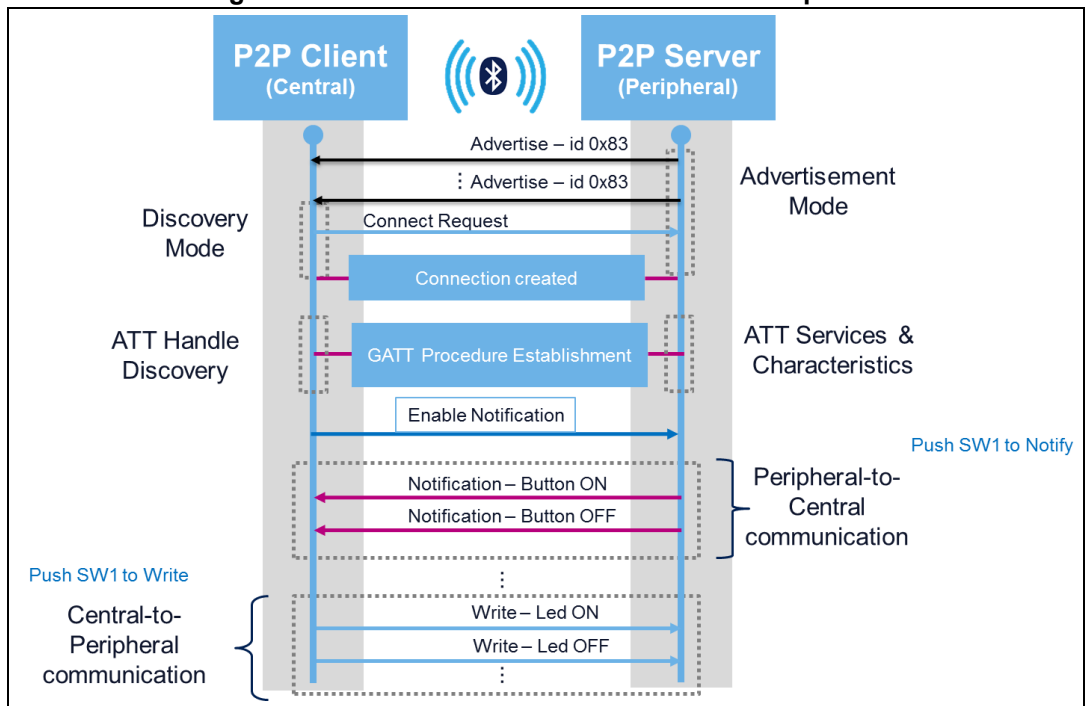 P2P Client
(Central)
P2P Server
(Peripheral)
Advertise – id 0x83
⋮ Advertise – id 0x83
Advertisement
Mode
Discovery
Mode
Connect Request
Connection created
ATT Handle
Discovery
GATT Procedure Establishment
ATT Services &
Characteristics
Enable Notification
Push SW1 to Notify
Notification – Button ON
Notification – Button OFF
Peripheral-to-
Central
communication
⋮
Push SW1 to Write
Central-to-
Peripheral
communication
Write – Led ON
Write – Led OFF
⋮